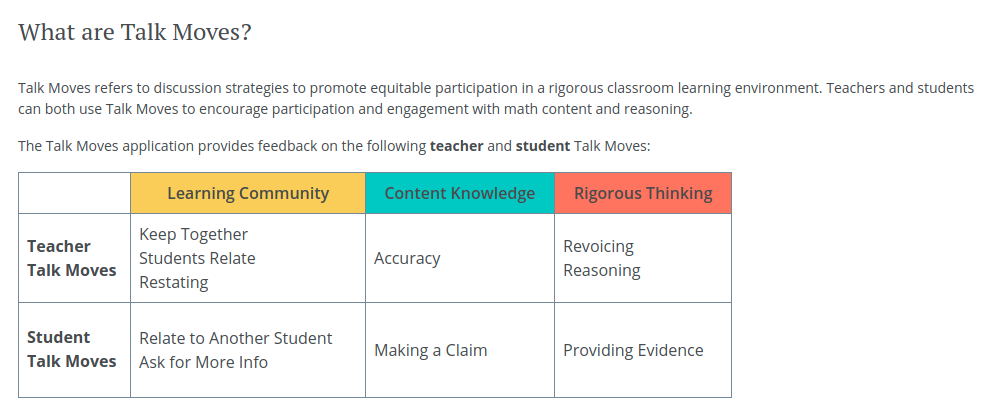 What are Talk Moves?
Talk Moves refers to discussion strategies to promote equitable participation in a rigorous classroom learning environment. Teachers and students
can both use Talk Moves to encourage participation and engagement with math content and reasoning.
The Talk Moves application provides feedback on the following teacher and student Talk Moves:
Learning Community Content Knowledge Rigorous Thinking
Teacher
Talk Moves
Keep Together
Students Relate
Restating
Accuracy
Revoicing
Reasoning
Student
Talk Moves
Relate to Another Student
Ask for More Info
Making a Claim
Providing Evidence